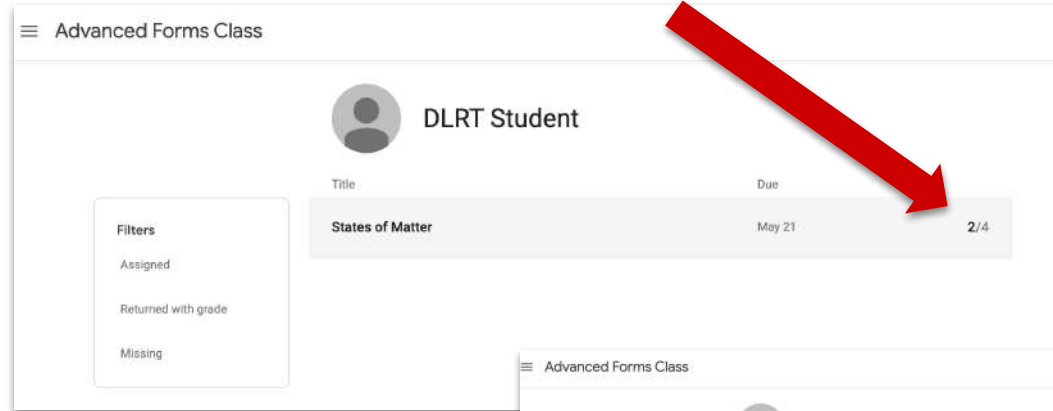 Advanced Forms Class
DLRT Student
Title Due
States of Matter May 21 2/4
Filters
Assigned
Returned with grade
Missing
Advanced Forms Class